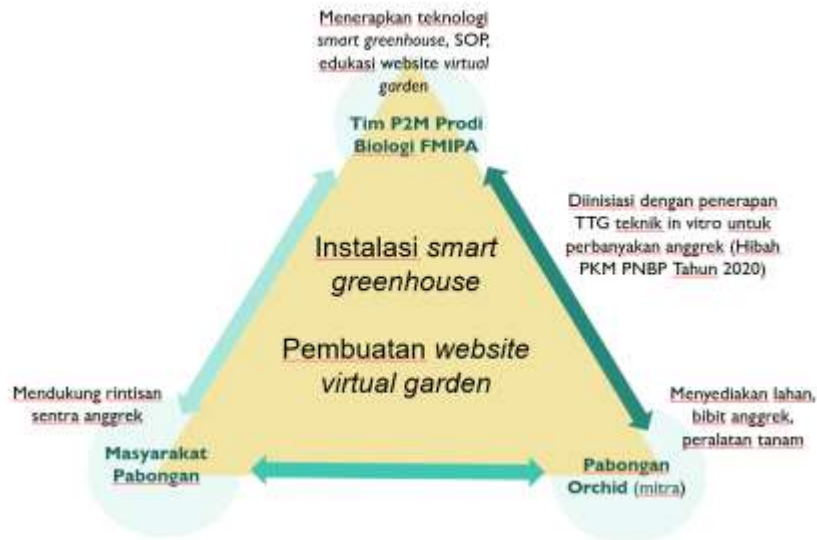 Menerapkan teknologi
smart greenhouse, SOP,
edukasi website virtual
garden
Tim P2M Prodi
Biologi FMIPA
Diinisiasi dengan penerapan
TTG teknik in vitro untuk
perbanyakan anggrek (Hibah
PKM PNBP Tahun 2020)
Instalasi smart
greenhouse
Pembuatan website
virtual garden
Mendukung rintisan
sentra anggrek
Masyarakat
Pabongan
Menyediakan lahan,
bibit anggrek,
peralatan tanam
Pabongan
Orchid (mitra)